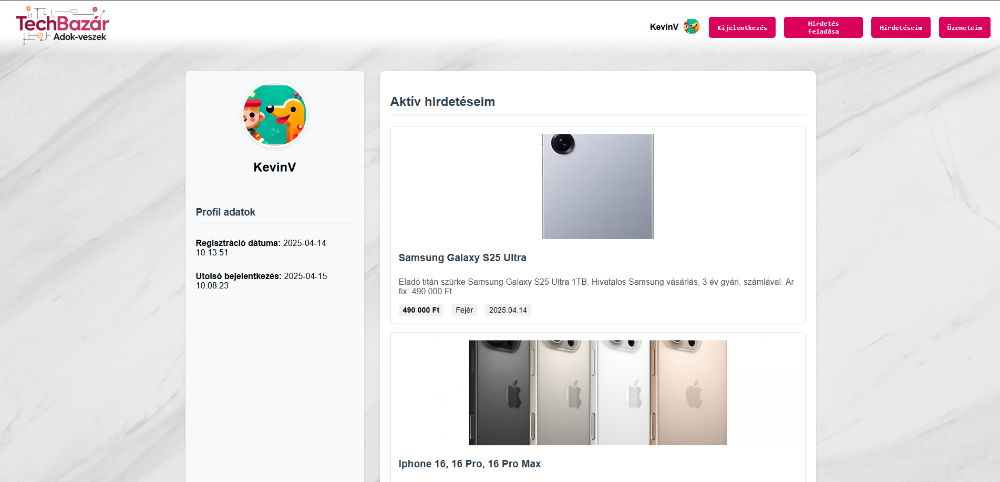 TechBazár
Adok-veszek
KevinV
Kijelentkezés
Hirdetés
feladása
Hirdetéseim
Üzeneteim
KevinV
Profil adatok
Regisztráció dátuma: 2025-04-14
10:13:51
Utolsó bejelentkezés: 2025-04-15
10:08:23
Aktív hirdetéseim
Samsung Galaxy S25 Ultra
Eladó titán szürke Samsung Galaxy S25 Ultra 1TB. Hivatalos Samsung vásárlás, 3 év gyári, számlával. Ár
fix: 490 000 Ft
490 000 Ft
Fejér
2025.04.14
Iphone 16, 16 Pro, 16 Pro Max